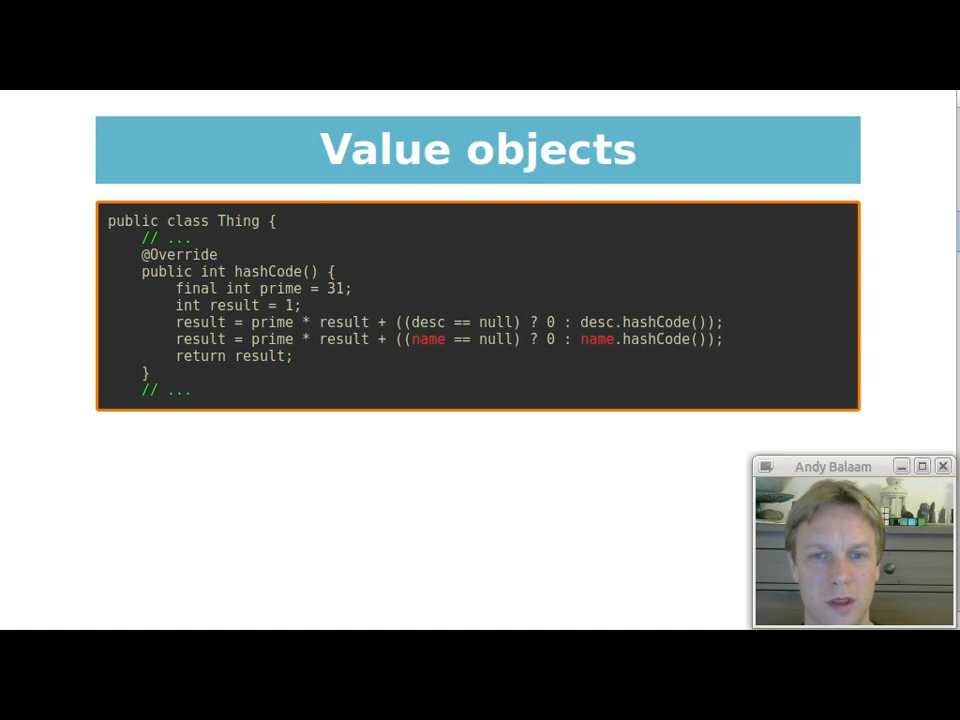 Value objects
public class Thing {
    // ...
    @Override
    public int hashCode() {
        final int prime = 31;
        int result = 1;
        result = prime * result + ((desc == null) ? 0 : desc.hashCode());
        result = prime * result + ((name == null) ? 0 : name.hashCode());
        return result;
    }
    // ...
Andy Balaam